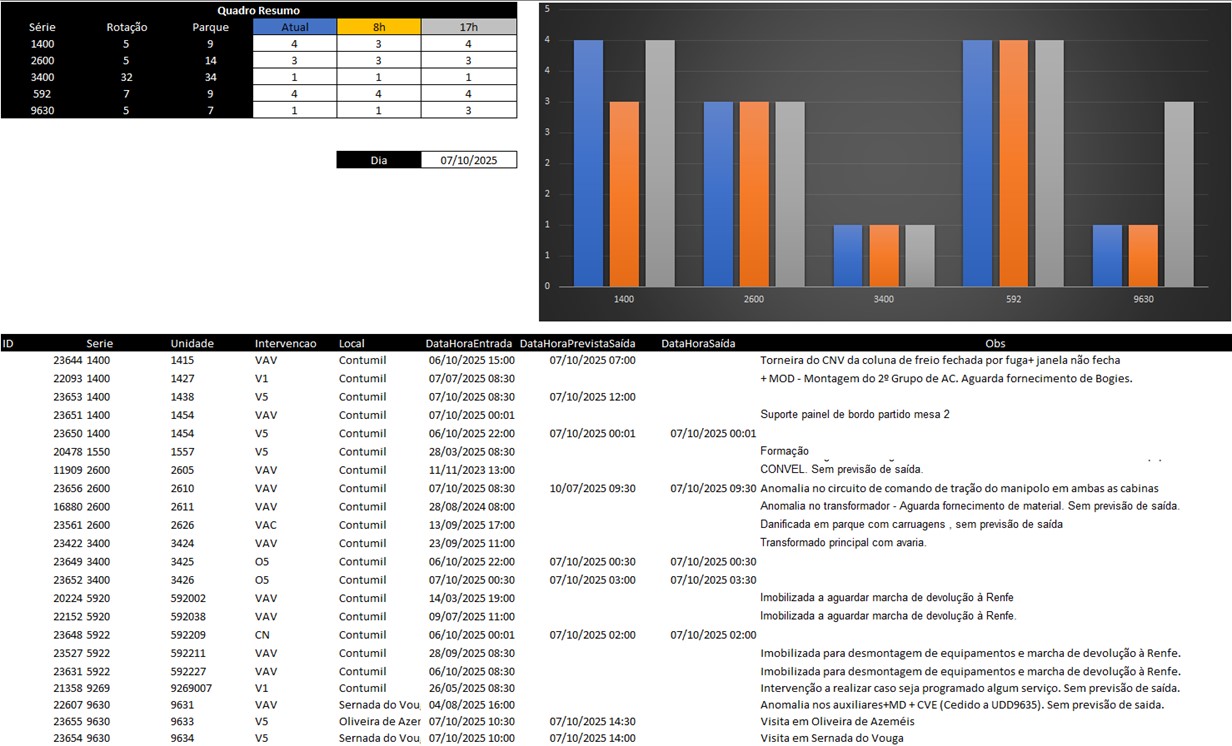 Quadro Resumo
Série Rotação Parque Atual 8h 17h
1400 5 9 4 3 4
2600 5 14 3 3 3
3400 32 34 1 1 1
592 7 9 4 4 4
9630 5 7 1 1 3
Dia 07/10/2025
5
4
4
3
3
2
2
1
1
0
1400 2600 3400 592 9630
ID Serie Unidade Intervencao Local DataHoraEntrada DataHoraPrevistaSaída DataHoraSaída Obs
23644 1400 1415 VAV Contumil 06/10/2025 15:00 07/10/2025 07:00 Torneira do CNV da coluna de freio fechada por fuga+ janela não fecha
22093 1400 1427 V1 Contumil 07/07/2025 08:30 + MOD - Montagem do 2º Grupo de AC. Aguarda fornecimento de Bogies.
23653 1400 1438 V5 Contumil 07/10/2025 08:30 07/10/2025 12:00
23651 1400 1454 VAV Contumil 07/10/2025 00:01 Suporte painel de bordo partido mesa 2
23650 1400 1454 V5 Contumil 06/10/2025 22:00 07/10/2025 00:01 07/10/2025 00:01
20478 1550 1557 V5 Contumil 28/03/2025 08:30 Formação
11909 2600 2605 VAV Contumil 11/11/2023 13:00 CONVEL. Sem previsão de saída.
23656 2600 2610 VAV Contumil 07/10/2025 08:30 10/07/2025 09:30 07/10/2025 09:30 Anomalia no circuito de comando de tração do manipolo em ambas as cabinas
16880 2600 2611 VAV Contumil 28/08/2024 08:00 Anomalia no transformador - Aguarda fornecimento de material. Sem previsão de saída.
23561 2600 2626 VAC Contumil 13/09/2025 17:00 Danificada em parque com carruagens , sem previsão de saída
23422 3400 3424 VAV Contumil 23/09/2025 11:00 Transformado principal com avaria.
23649 3400 3425 O5 Contumil 06/10/2025 22:00 07/10/2025 00:30 07/10/2025 00:30
23652 3400 3426 O5 Contumil 07/10/2025 00:30 07/10/2025 03:00 07/10/2025 03:30
20224 5920 592002 VAV Contumil 14/03/2025 19:00 Imobilizada a aguardar marcha de devolução à Renfe
22152 5920 592038 VAV Contumil 09/07/2025 11:00 Imobilizada a aguardar marcha de devolução à Renfe.
23648 5922 592209 CN Contumil 06/10/2025 00:01 07/10/2025 02:00 07/10/2025 02:00
23527 5922 592211 VAV Contumil 28/09/2025 08:30 Imobilizada para desmontagem de equipamentos e marcha de devolução à Renfe.
23631 5922 592227 VAV Contumil 06/10/2025 08:30 Imobilizada para desmontagem de equipamentos e marcha de devolução à Renfe.
21358 9269 9269007 V1 Contumil 26/05/2025 08:30 Intervenção a realizar caso seja programado algum serviço. Sem previsão de saída.
22607 9630 9631 VAV Sernada do Vou 04/08/2025 16:00 Anomalia nos auxiliares+MD + CVE (Cedido a UDD9635). Sem previsão de saida.
23655 9630 9633 V5 Oliveira de Azer 07/10/2025 10:30 07/10/2025 14:30 Visita em Oliveira de Azeméis
23654 9630 9634 V5 Sernada do Vou 07/10/2025 10:00 07/10/2025 14:00 Visita em Sernada do Vouga